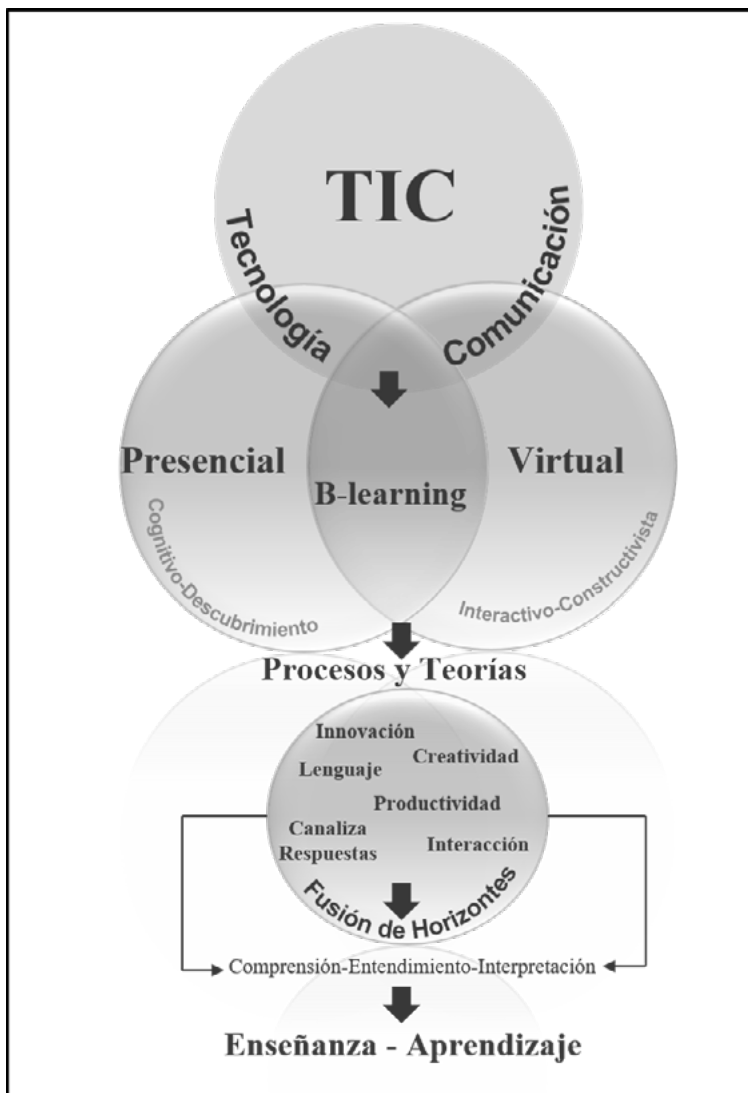 TIC
Tecnología
Comunicación
Presencial
Virtual
B-learning
Cognitivo-Descubrimiento
Interactivo-Constructivista
Procesos y Teorías
Innovación
Creatividad
Lenguaje
Productividad
Canaliza
Respuestas
Interacción
Fusión de Horizontes
Comprensión-Entendimiento-Interpretación
Enseñanza - Aprendizaje